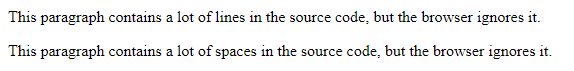 This paragraph contains a lot of lines in the source code, but the browser ignores it.
This paragraph contains a lot of spaces in the source code, but the browser ignores it.